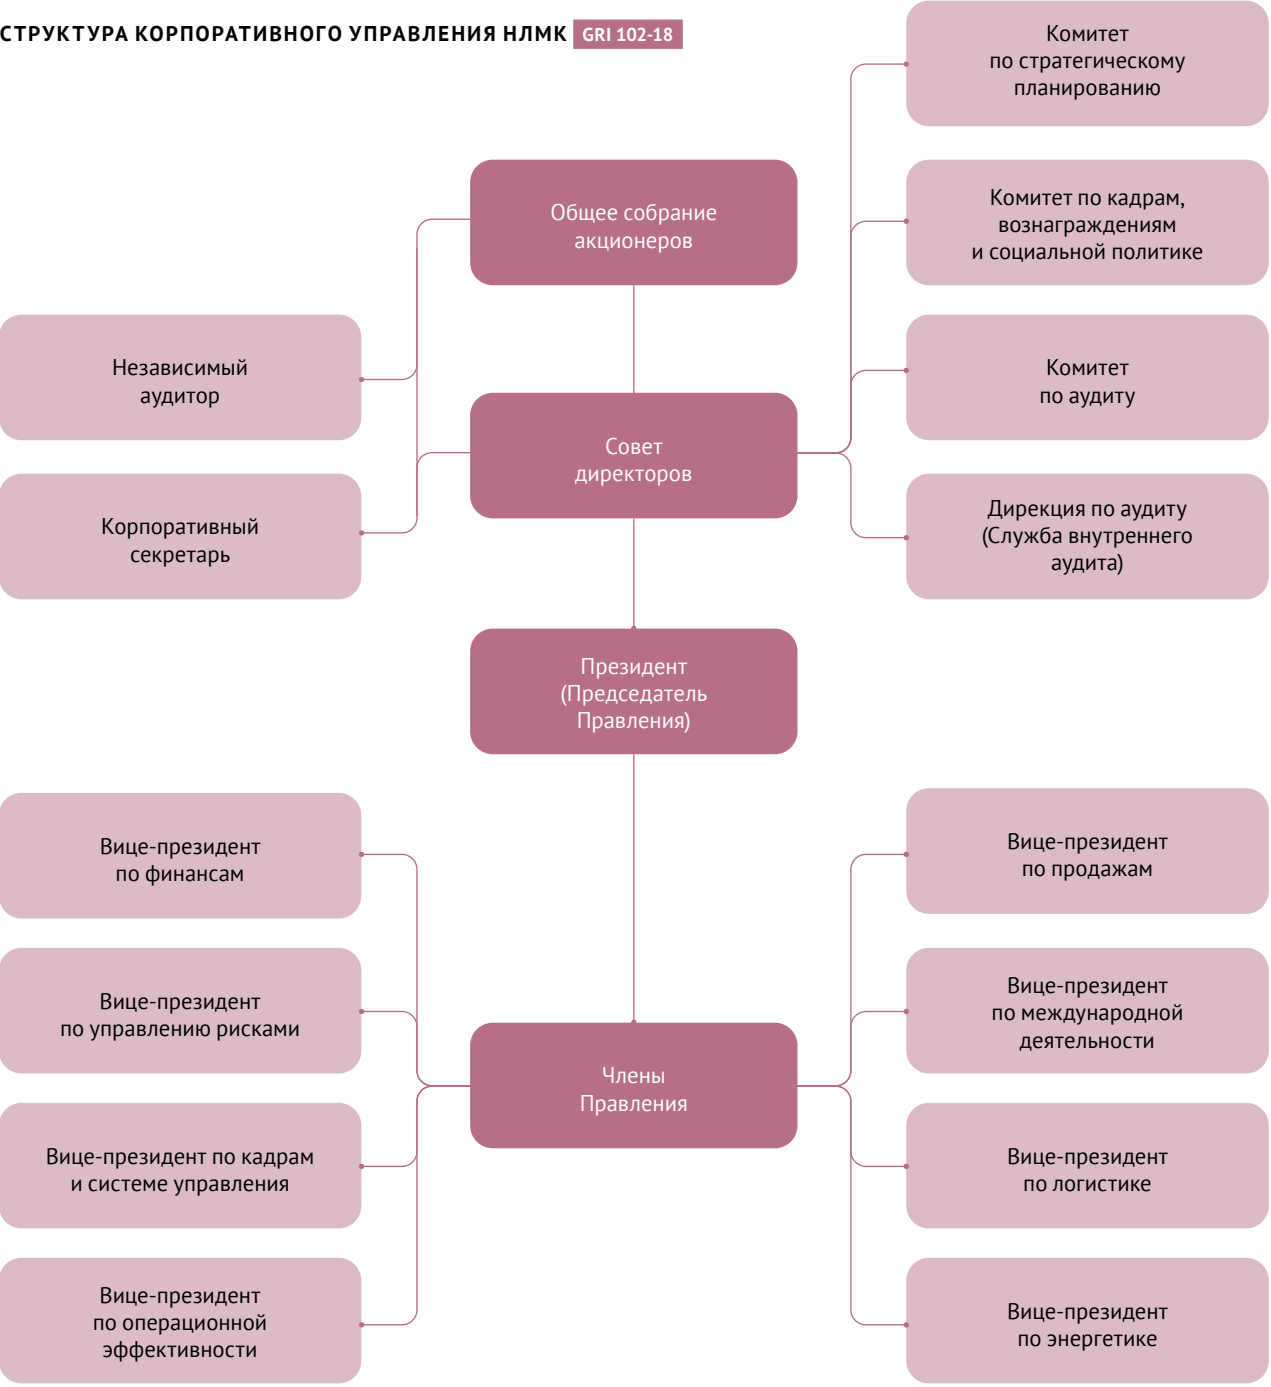 СТРУКТУРА КОРПОРАТИВНОГО УПРАВЛЕНИЯ НЛМК GRI 102-18
Комитет
по стратегическому
планированию
Общее собрание
акционеров
Комитет по кадрам,
вознаграждениям
и социальной политике
Независимый
аудитор
Комитет
по аудиту
Совет
директоров
Корпоративный
секретарь
Дирекция по аудиту
(Служба внутреннего
аудита)
Президент
(Председатель
Правления)
Вице-президент
по финансам
Вице-президент
по продажам
Вице-президент
по управлению рисками
Вице-президент
по международной
деятельности
Члены
Правления
Вице-президент по кадрам
и системе управления
Вице-президент
по логистике
Вице-президент
по операционной
эффективности
Вице-президент
по энергетике